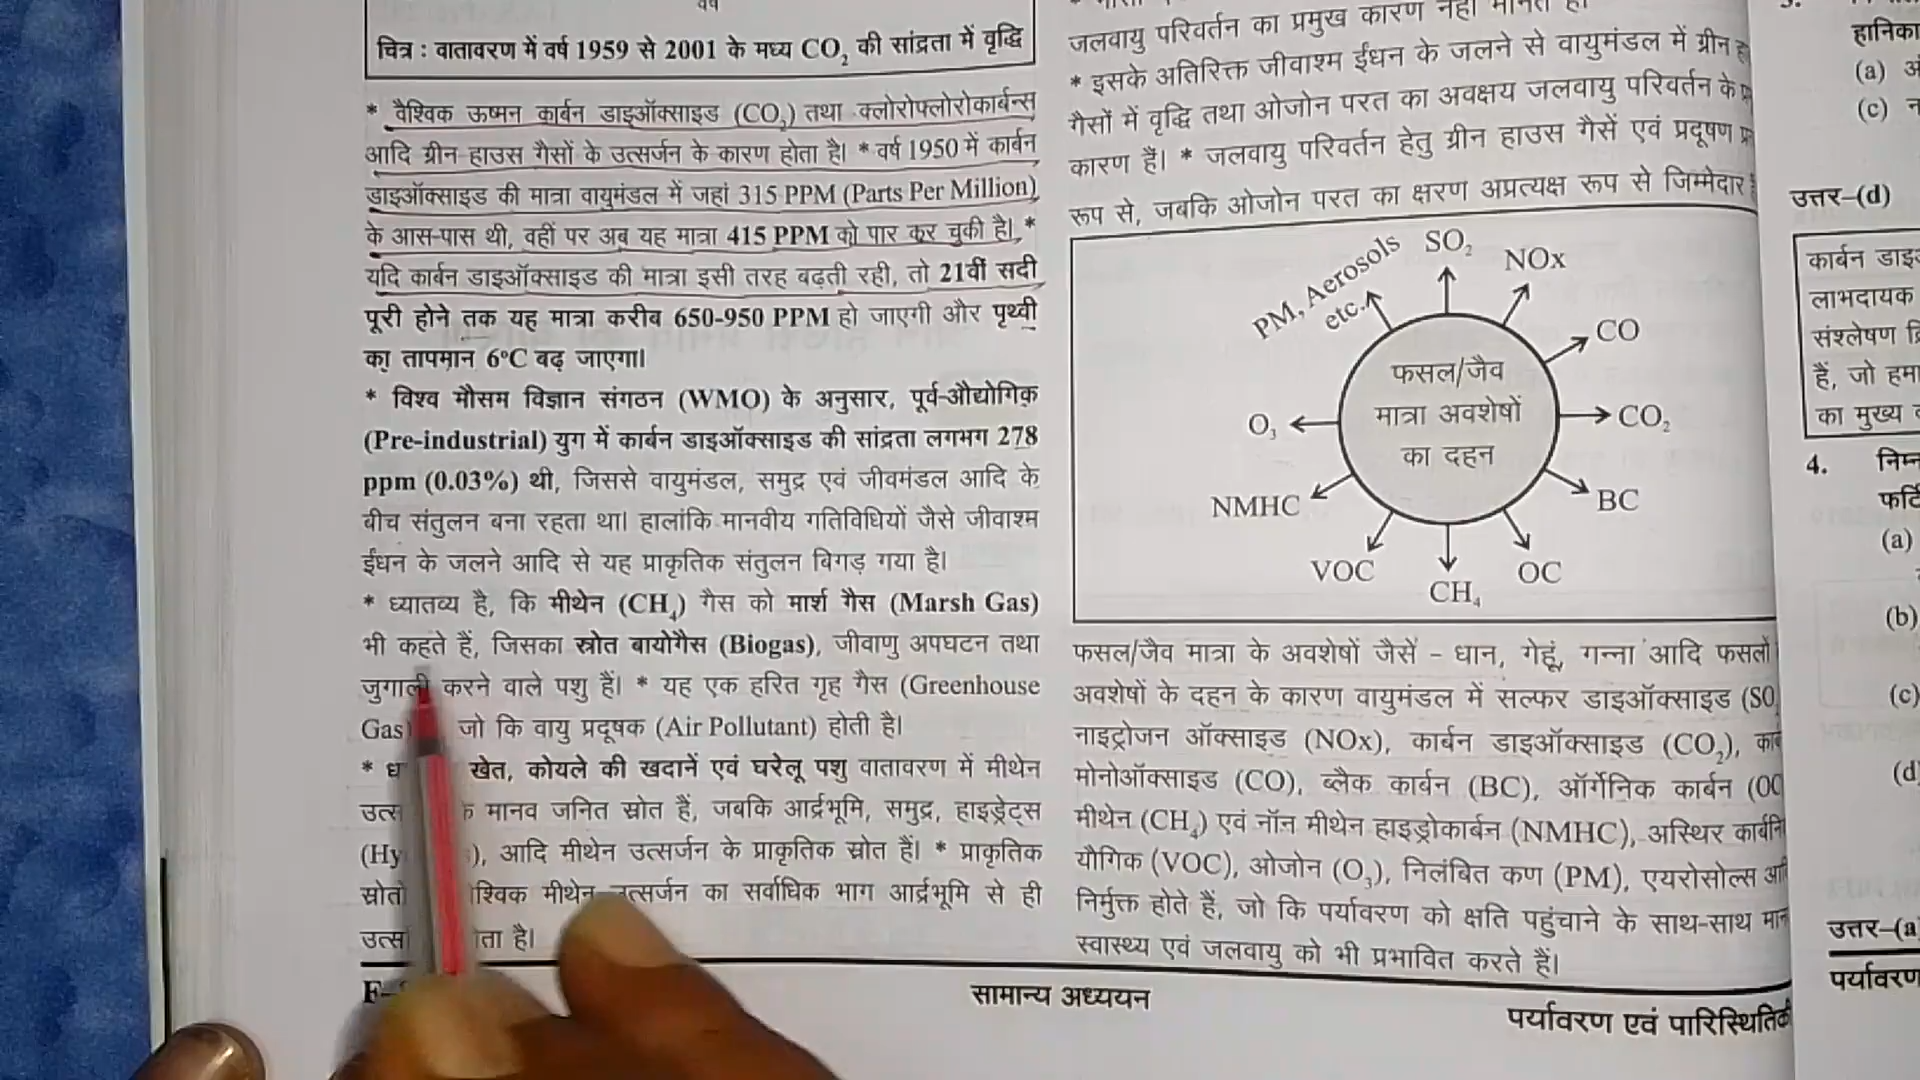 वर्ष
चित्र : वातावरण में वर्ष 1959 से 2001 के मध्य CO₂ की सांद्रता में वृद्धि
* वैश्विक ऊष्मन कार्बन डाइऑक्साइड (CO₂) तथा क्लोरोफ्लोरोकार्बन्स
आदि ग्रीन हाउस गैसों के उत्सर्जन के कारण होता है। * वर्ष 1950 में कार्बन
डाइऑक्साइड की मात्रा वायुमंडल में जहां 315 PPM (Parts Per Million)
के आस-पास थी, वहीं पर अब यह मात्रा 415 PPM को पार कर चुकी है। *
यदि कार्बन डाइऑक्साइड की मात्रा इसी तरह बढ़ती रही, तो 21वीं सदी
पूरी होने तक यह मात्रा करीब 650-950 PPM हो जाएगी और पृथ्वी
का तापमान 6°C बढ़ जाएगा।
* विश्व मौसम विज्ञान संगठन (WMO) के अनुसार, पूर्व-औद्योगिक
(Pre-industrial) युग में कार्बन डाइऑक्साइड की सांद्रता लगभग 278
ppm (0.03%) थी, जिससे वायुमंडल, समुद्र एवं जीवमंडल आदि के
बीच संतुलन बना रहता था। हालांकि मानवीय गतिविधियों जैसे जीवाश्म
ईंधन के जलने आदि से यह प्राकृतिक संतुलन बिगड़ गया है।
* ध्यातव्य है, कि मीथेन (CH₄) गैस को मार्श गैस (Marsh Gas)
भी कहते हैं, जिसका स्रोत बायोगैस (Biogas), जीवाणु अपघटन तथा
जुगाली करने वाले पशु हैं। * यह एक हरित गृह गैस (Greenhouse
Gas) जो कि वायु प्रदूषक (Air Pollutant) होती है।
* खेत, कोयले की खदानें एवं घरेलू पशु वातावरण में मीथेन
मानव जनित स्रोत हैं, जबकि आर्द्रभूमि, समुद्र, हाइड्रेट्स
आदि मीथेन उत्सर्जन के प्राकृतिक स्रोत हैं। * प्राकृतिक
मीथेन उत्सर्जन का सर्वाधिक भाग आर्द्रभूमि से ही
है।
सामान्य अध्ययन
जलवायु परिवर्तन का प्रमुख कारण नहीं मानते हैं।
* इसके अतिरिक्त जीवाश्म ईंधन के जलने से वायुमंडल में ग्रीन
गैसों में वृद्धि तथा ओजोन परत का अवक्षय जलवायु परिवर्तन के
कारण हैं। * जलवायु परिवर्तन हेतु ग्रीन हाउस गैसें एवं प्रदूषण
रूप से, जबकि ओजोन परत का क्षरण अप्रत्यक्ष रूप से जिम्मेदार
PM, Aerosols
etc.
SO₂
NOx
CO
CO₂
BC
OC
CH₄
VOC
NMHC
O₃
फसल/जैव
मात्रा अवशेषों
का दहन
फसल/जैव मात्रा के अवशेषों जैसें – धान, गेहूं, गन्ना आदि फसलों
अवशेषों के दहन के कारण वायुमंडल में सल्फर डाइऑक्साइड (SO
नाइट्रोजन ऑक्साइड (NOx), कार्बन डाइऑक्साइड (CO₂),
मोनोऑक्साइड (CO), ब्लैक कार्बन (BC), ऑर्गेनिक कार्बन (OC
मीथेन (CH₄) एवं नॉन मीथेन हाइड्रोकार्बन (NMHC), अस्थिर
यौगिक (VOC), ओजोन (O₃), निलंबित कण (PM), एयरोसोल्स
निर्मुक्त होते हैं, जो कि पर्यावरण को क्षति पहुंचाने के साथ-साथ
स्वास्थ्य एवं जलवायु को भी प्रभावित करते हैं।
पर्यावरण एवं पारिस्थितिकी
(a)
(c)
उत्तर–(d)
कार्बन
लाभदायक
संश्लेषण
हैं, जो
का मुख्य
4.
(a)
(b)
(c)
(d)
उत्तर–(a)
पर्यावरण